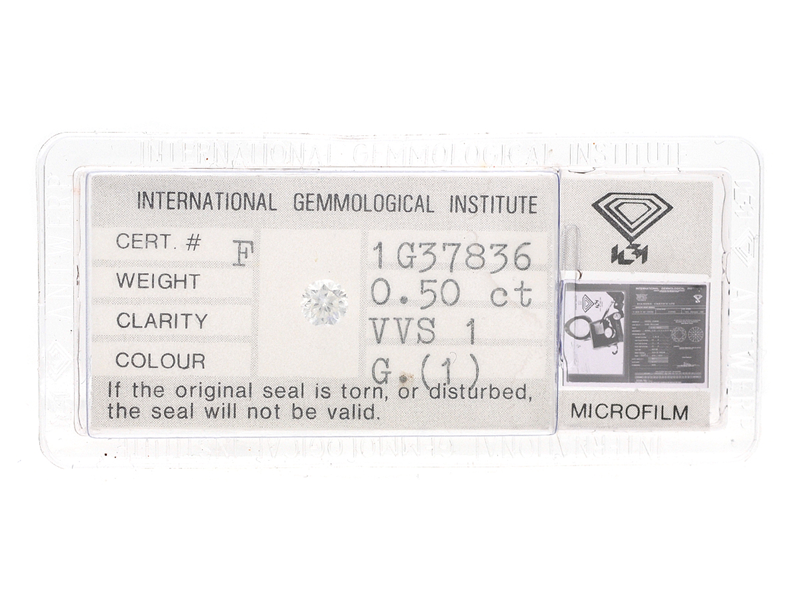 INTERNATIONAL GEMMOLOGICAL INSTITUTE
INTERNATIONAL GEMMOLOGICAL INSTITUTE
CERT. # F 1G37836
WEIGHT 0.50 ct
CLARITY VVS 1
COLOUR G (1)
If the original seal is torn, or disturbed,
the seal will not be valid.
IGI
MICROFILM